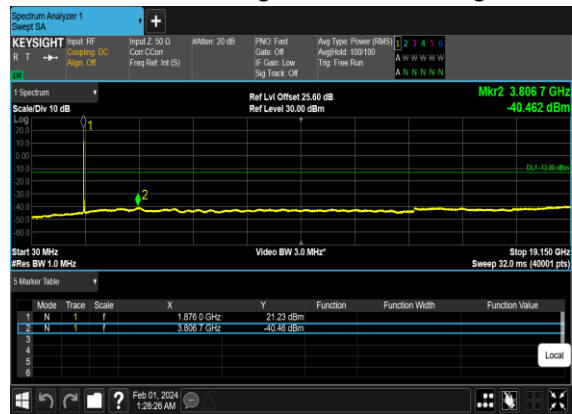 Spectrum Analyzer 1
Swept SA
+
KEYSIGHT Input: RF Input Z: 50 Ω #Atten: 20 dB PNO: Fast Avg Type: Power (RMS) 1 2 3 4 5 6
R T Coupling: DC Corr CCorr Gate: Off Avg|Hold: 100/100 A W W W W W
Align: Off Freq Ref: Int (S) IF Gain: Low Trig: Free Run
Sig Track: Off A N N N N N
1 Spectrum Ref Lvl Offset 25.60 dB Mkr2 3.806 7 GHz
Scale/Div 10 dB Ref Level 30.00 dBm -40.462 dBm
Log
20.0
10.0
0.00
-10.0
-20.0
-30.0
-40.0
-50.0
-60.0
1
2
DL1 -13.00 dBm
Start 30 MHz Video BW 3.0 MHz* Stop 19.150 GHz
#Res BW 1.0 MHz Sweep 32.0 ms (40001 pts)
5 Marker Table
Mode Trace Scale X Y Function Function Width Function Value
1 N 1 f 1.876 0 GHz 21.23 dBm
2 N 1 f 3.806 7 GHz -40.46 dBm
3
4
5
6
Local
? Feb 01, 2024
1:28:26 AM